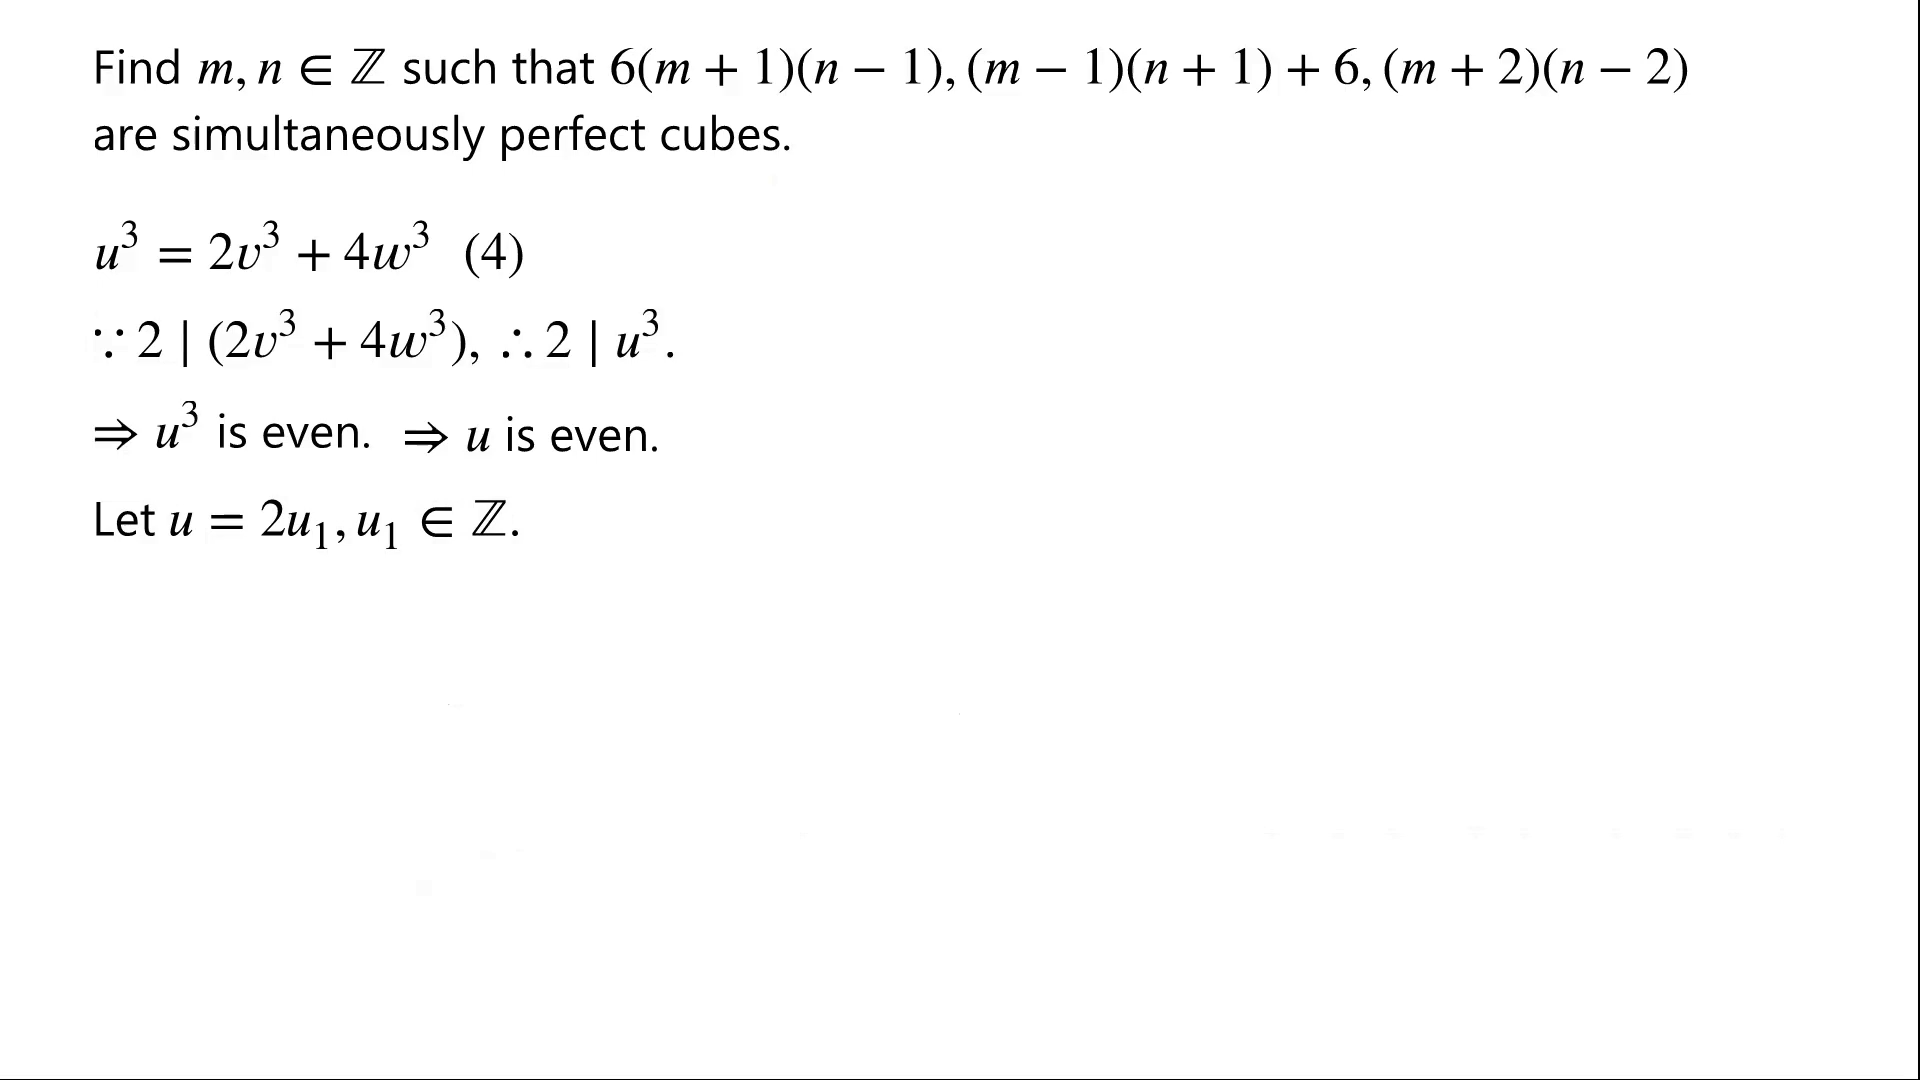 Find m, n ∈ ℤ such that 6(m + 1)(n − 1), (m − 1)(n + 1) + 6, (m + 2)(n − 2)
are simultaneously perfect cubes.
u³ = 2v³ + 4w³ (4)
∵ 2 | (2v³ + 4w³), ∴ 2 | u³.
⇒ u³ is even. ⇒ u is even.
Let u = 2u₁, u₁ ∈ ℤ.